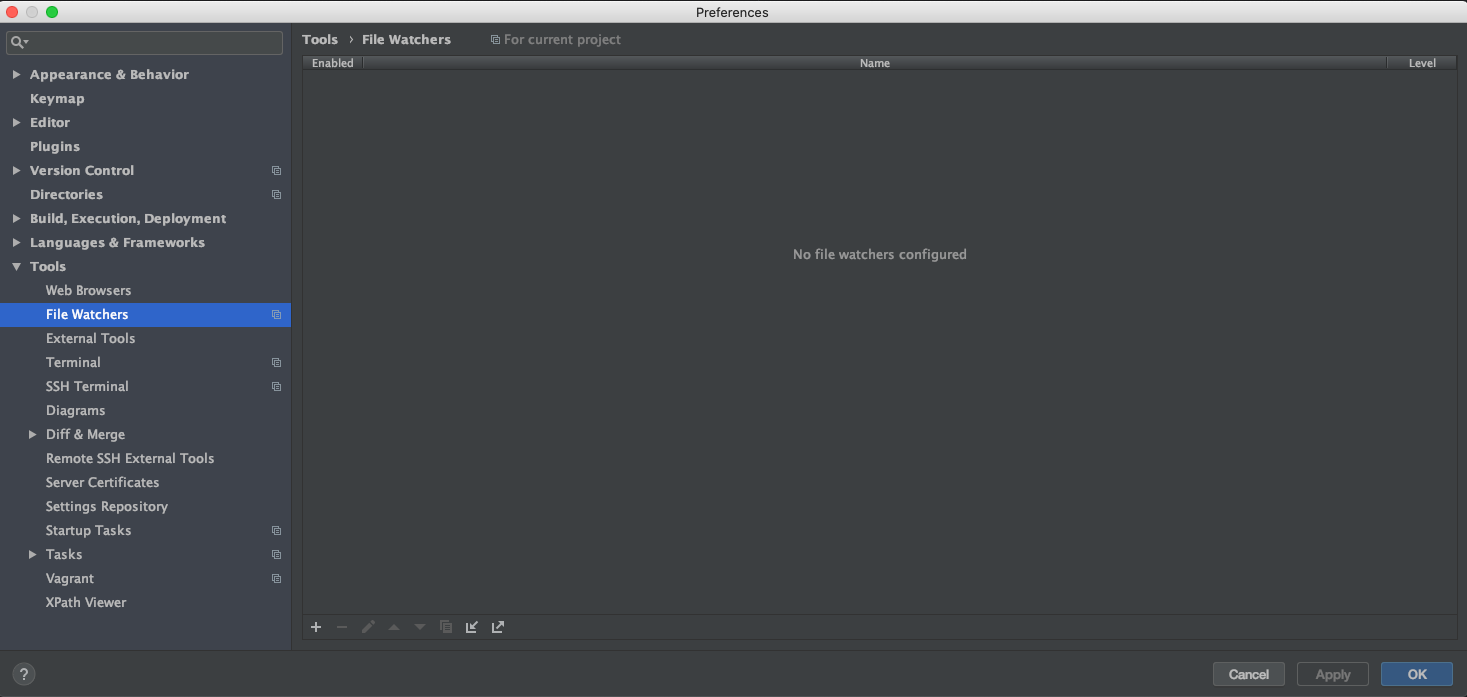 Preferences
Tools › File Watchers For current project
Appearance & Behavior
Keymap
Editor
Plugins
Version Control
Directories
Build, Execution, Deployment
Languages & Frameworks
Tools
Web Browsers
File Watchers
External Tools
Terminal
SSH Terminal
Diagrams
Diff & Merge
Remote SSH External Tools
Server Certificates
Settings Repository
Startup Tasks
Tasks
Vagrant
XPath Viewer
Enabled Name Level
No file watchers configured
?
Cancel Apply OK